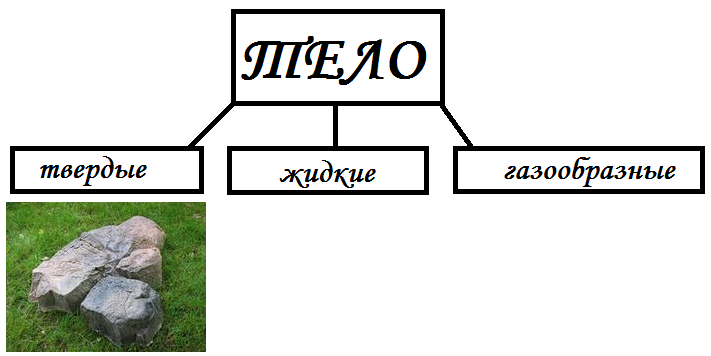 ТЕЛО
твердые
жидкие
газообразные